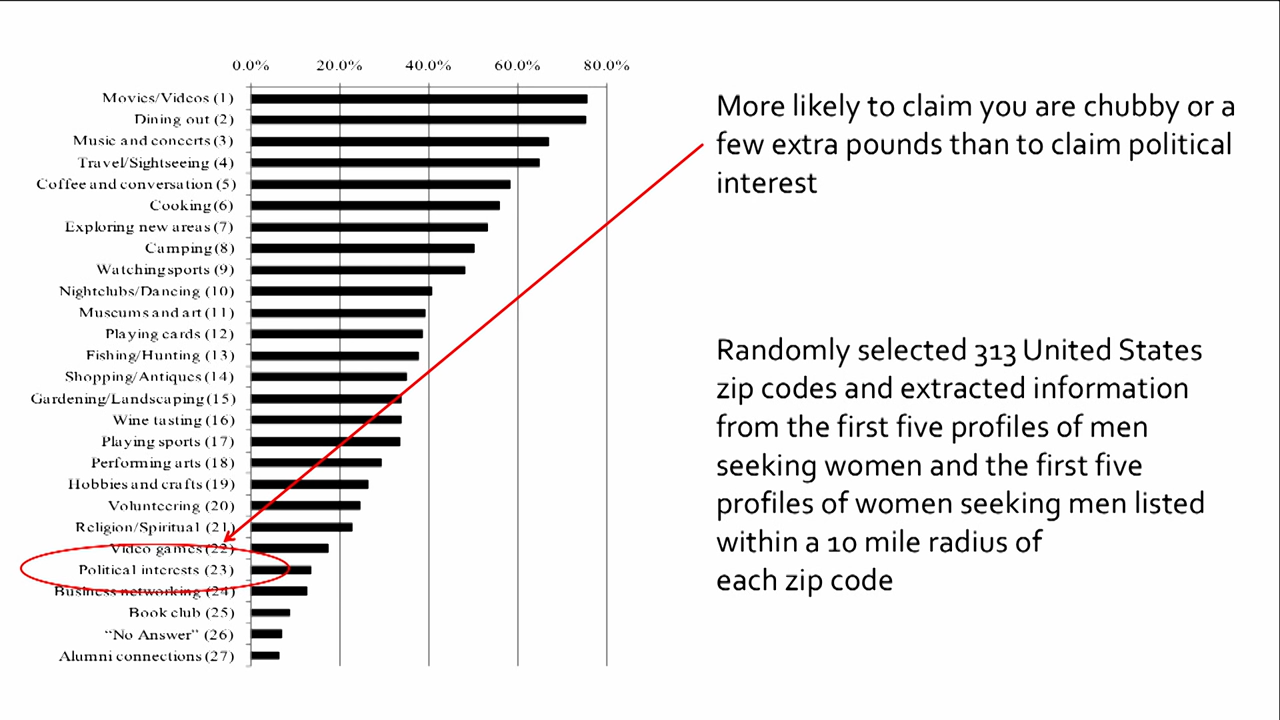 0.0% 20.0% 40.0% 60.0% 80.0%
Movies/Videos (1)
Dining out (2)
Music and concerts (3)
Travel/Sightseeing (4)
Coffee and conversation (5)
Cooking (6)
Exploring new areas (7)
Camping (8)
Watching sports (9)
Nightclubs/Dancing (10)
Museums and art (11)
Playing cards (12)
Fishing/Hunting (13)
Shopping/Antiques (14)
Gardening/Landscaping (15)
Wine tasting (16)
Playing sports (17)
Performing arts (18)
Hobbies and crafts (19)
Volunteering (20)
Religion/Spiritual (21)
Video games (22)
Political interests (23)
Business networking (24)
Book club (25)
“No Answer” (26)
Alumni connections (27)
More likely to claim you are chubby or a
few extra pounds than to claim political
interest
Randomly selected 313 United States
zip codes and extracted information
from the first five profiles of men
seeking women and the first five
profiles of women seeking men listed
within a 10 mile radius of
each zip code